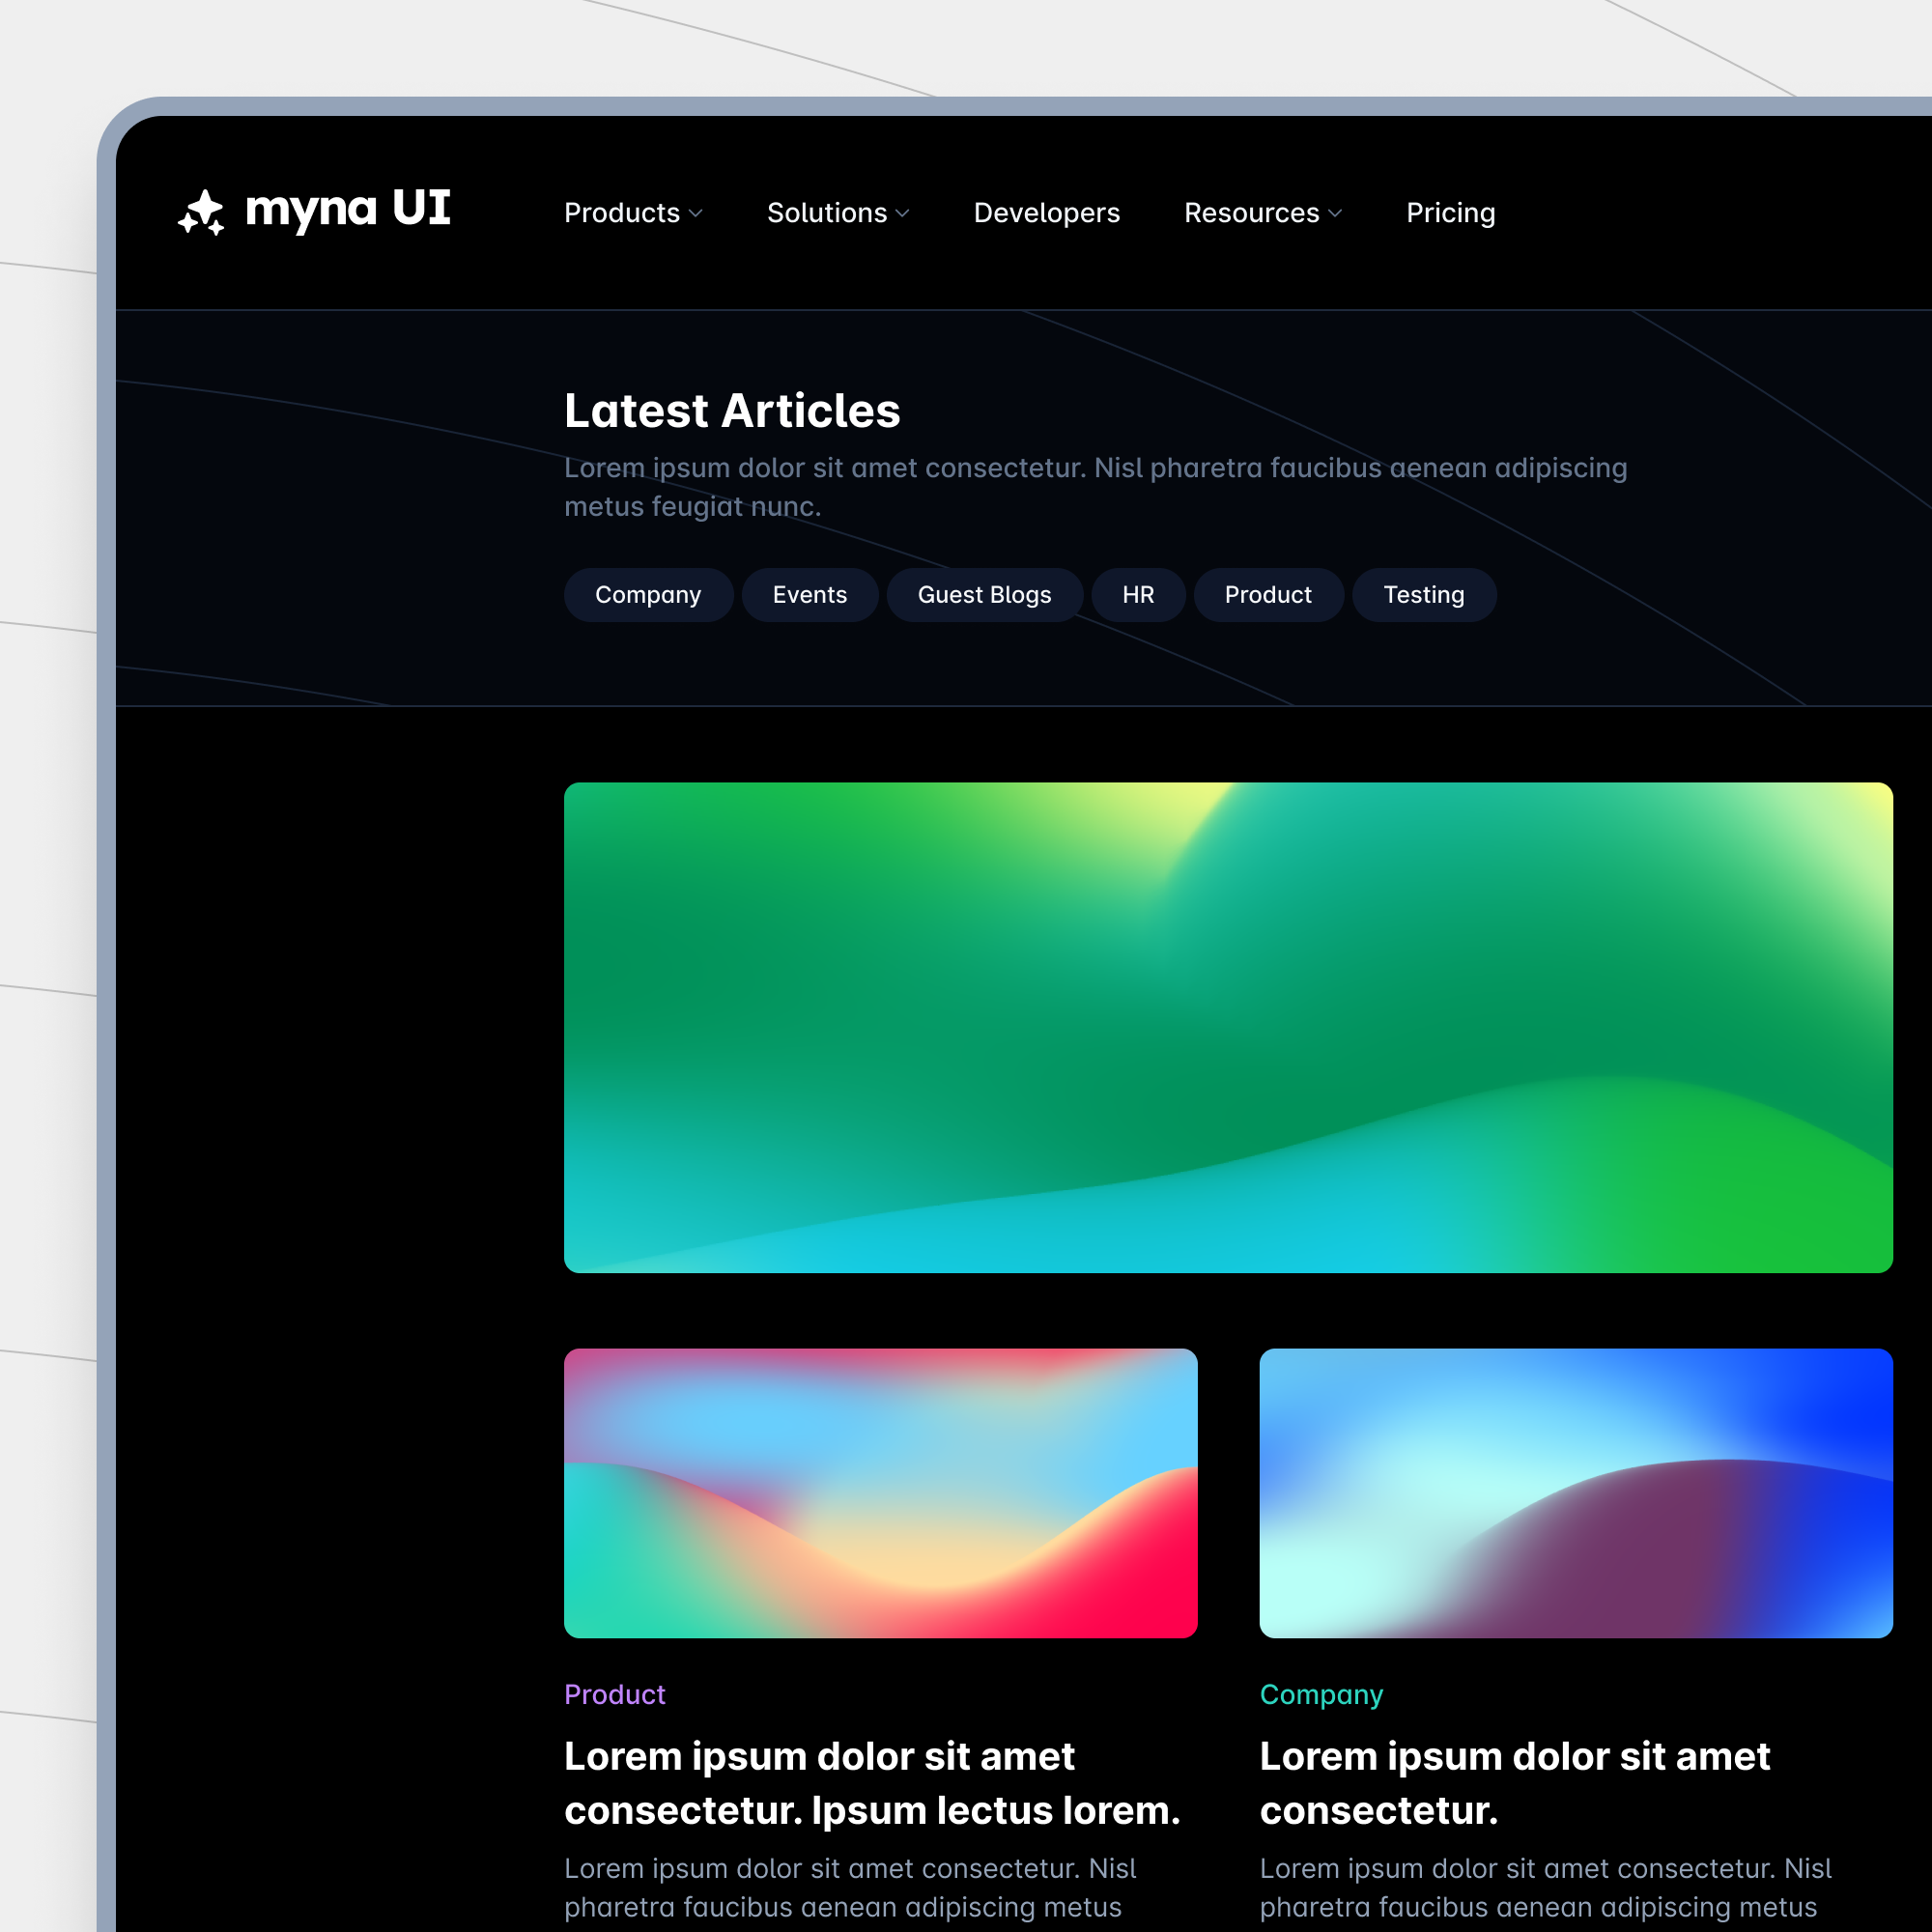 myna UI
Products
Solutions
Developers
Resources
Pricing
Latest Articles
Lorem ipsum dolor sit amet consectetur. Nisl pharetra faucibus aenean adipiscing
metus feugiat nunc.
Company
Events
Guest Blogs
HR
Product
Testing
Product
Lorem ipsum dolor sit amet
consectetur. Ipsum lectus lorem.
Lorem ipsum dolor sit amet consectetur. Nisl
pharetra faucibus aenean adipiscing metus
Company
Lorem ipsum dolor sit amet
consectetur.
Lorem ipsum dolor sit amet consectetur. Nisl
pharetra faucibus aenean adipiscing metus